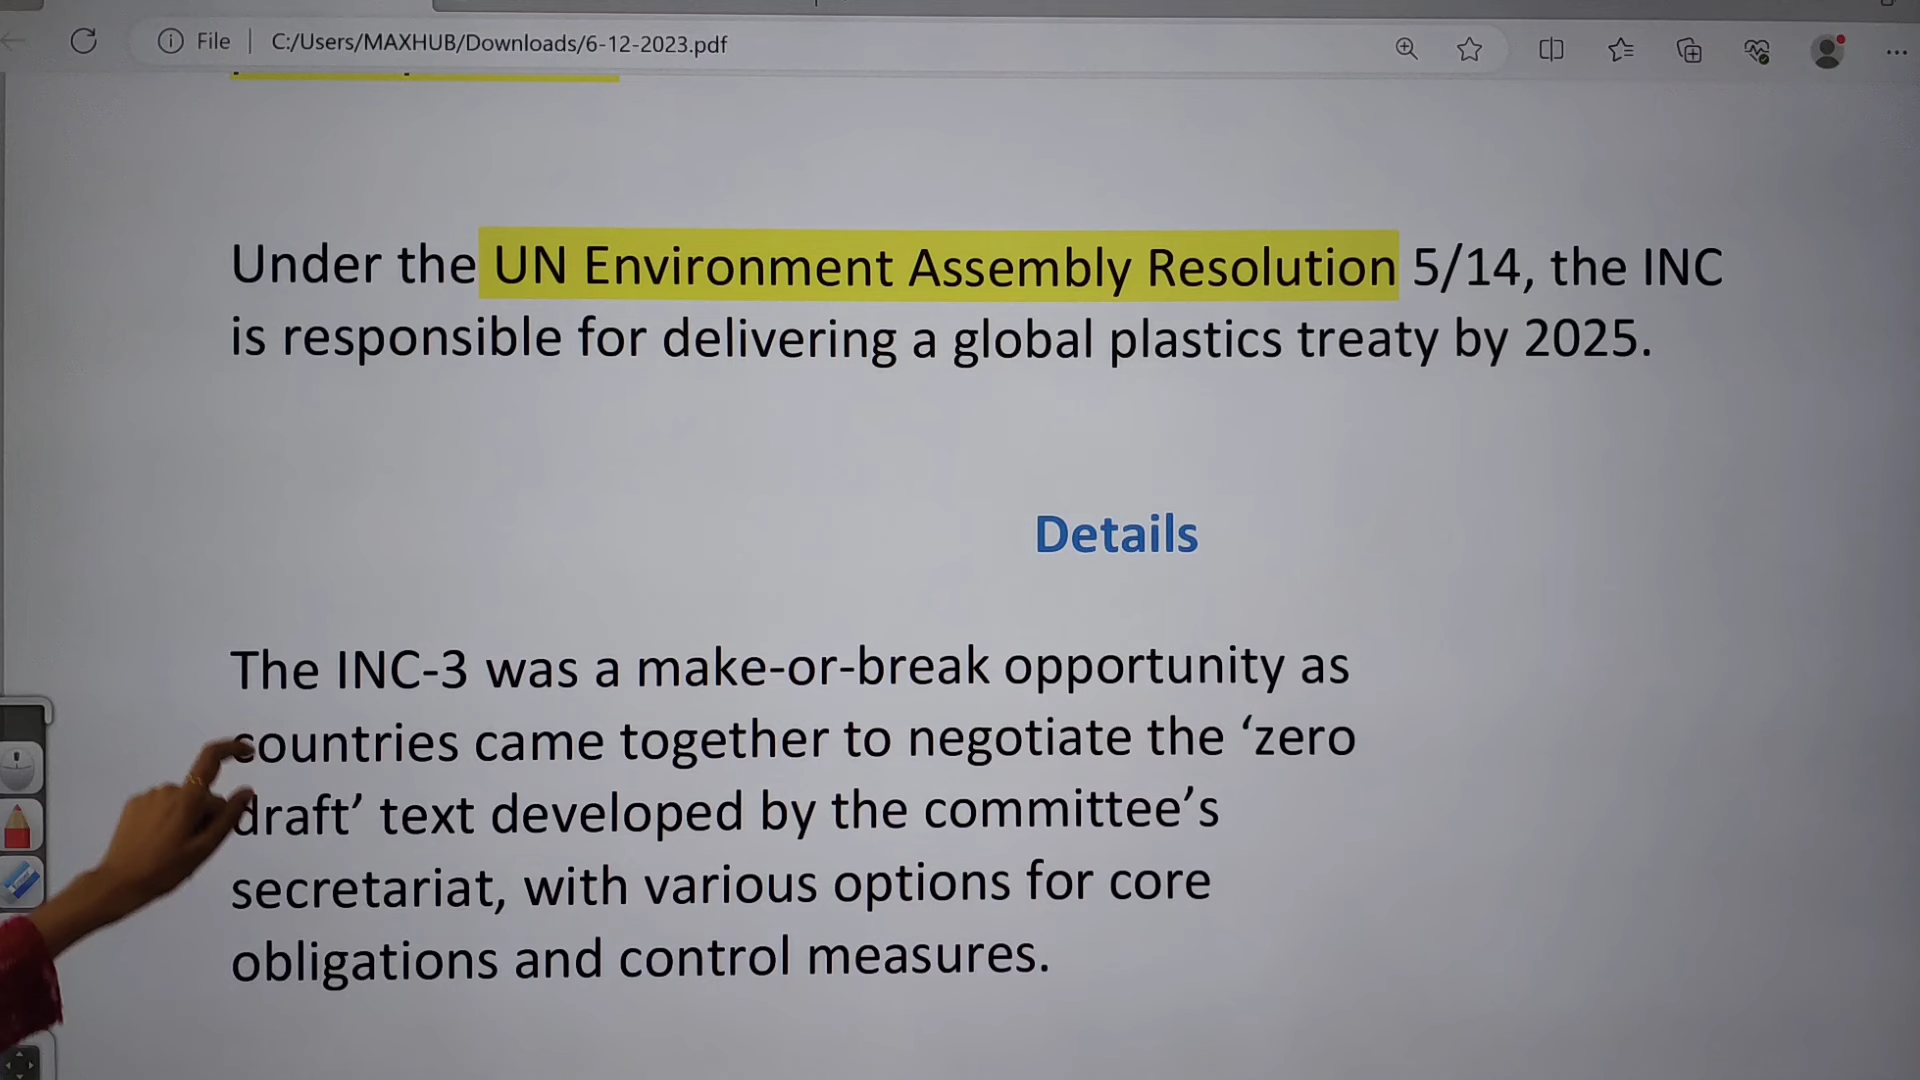 File
C:/Users/MAXHUB/Downloads/6-12-2023.pdf
Under the UN Environment Assembly Resolution 5/14, the INC
is responsible for delivering a global plastics treaty by 2025.
Details
The INC-3 was a make-or-break opportunity as
countries came together to negotiate the ‘zero
draft’ text developed by the committee’s
secretariat, with various options for core
obligations and control measures.